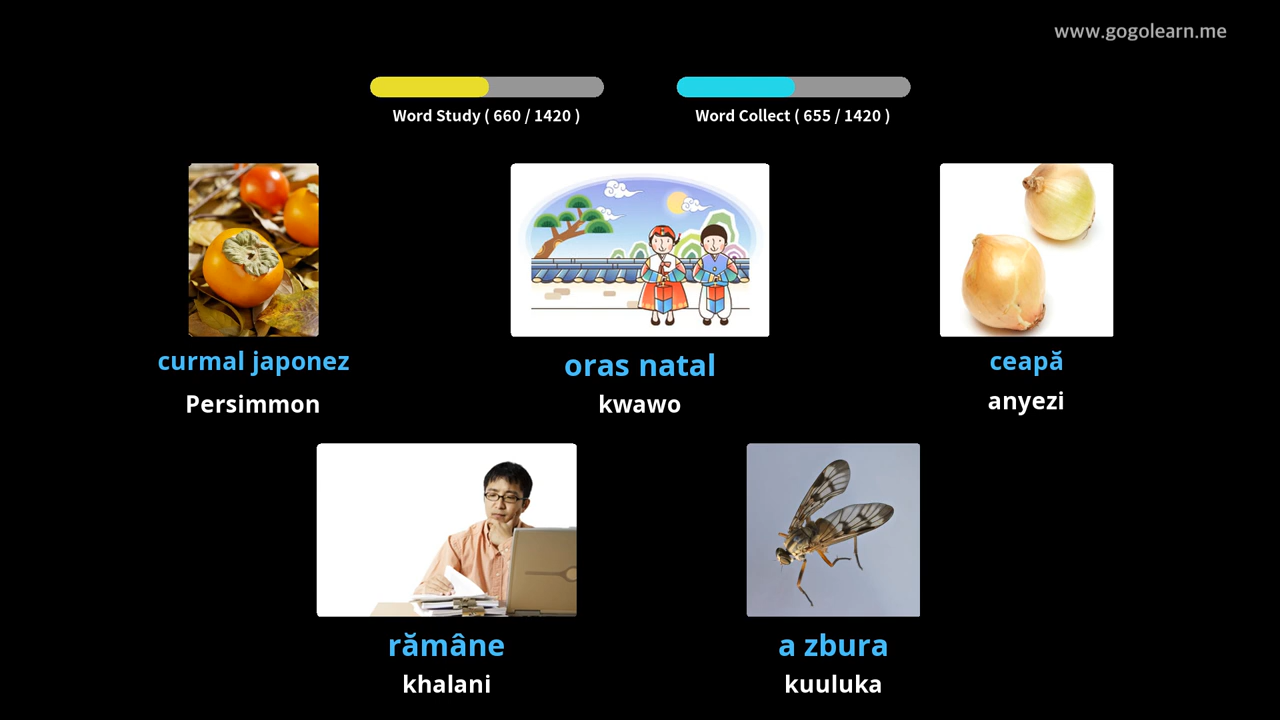 www.gogolearn.me
Word Study ( 660 / 1420 )
Word Collect ( 655 / 1420 )
curmal japonez
Persimmon
oras natal
kwawo
ceapă
anyezi
rămâne
khalani
a zbura
kuuluka